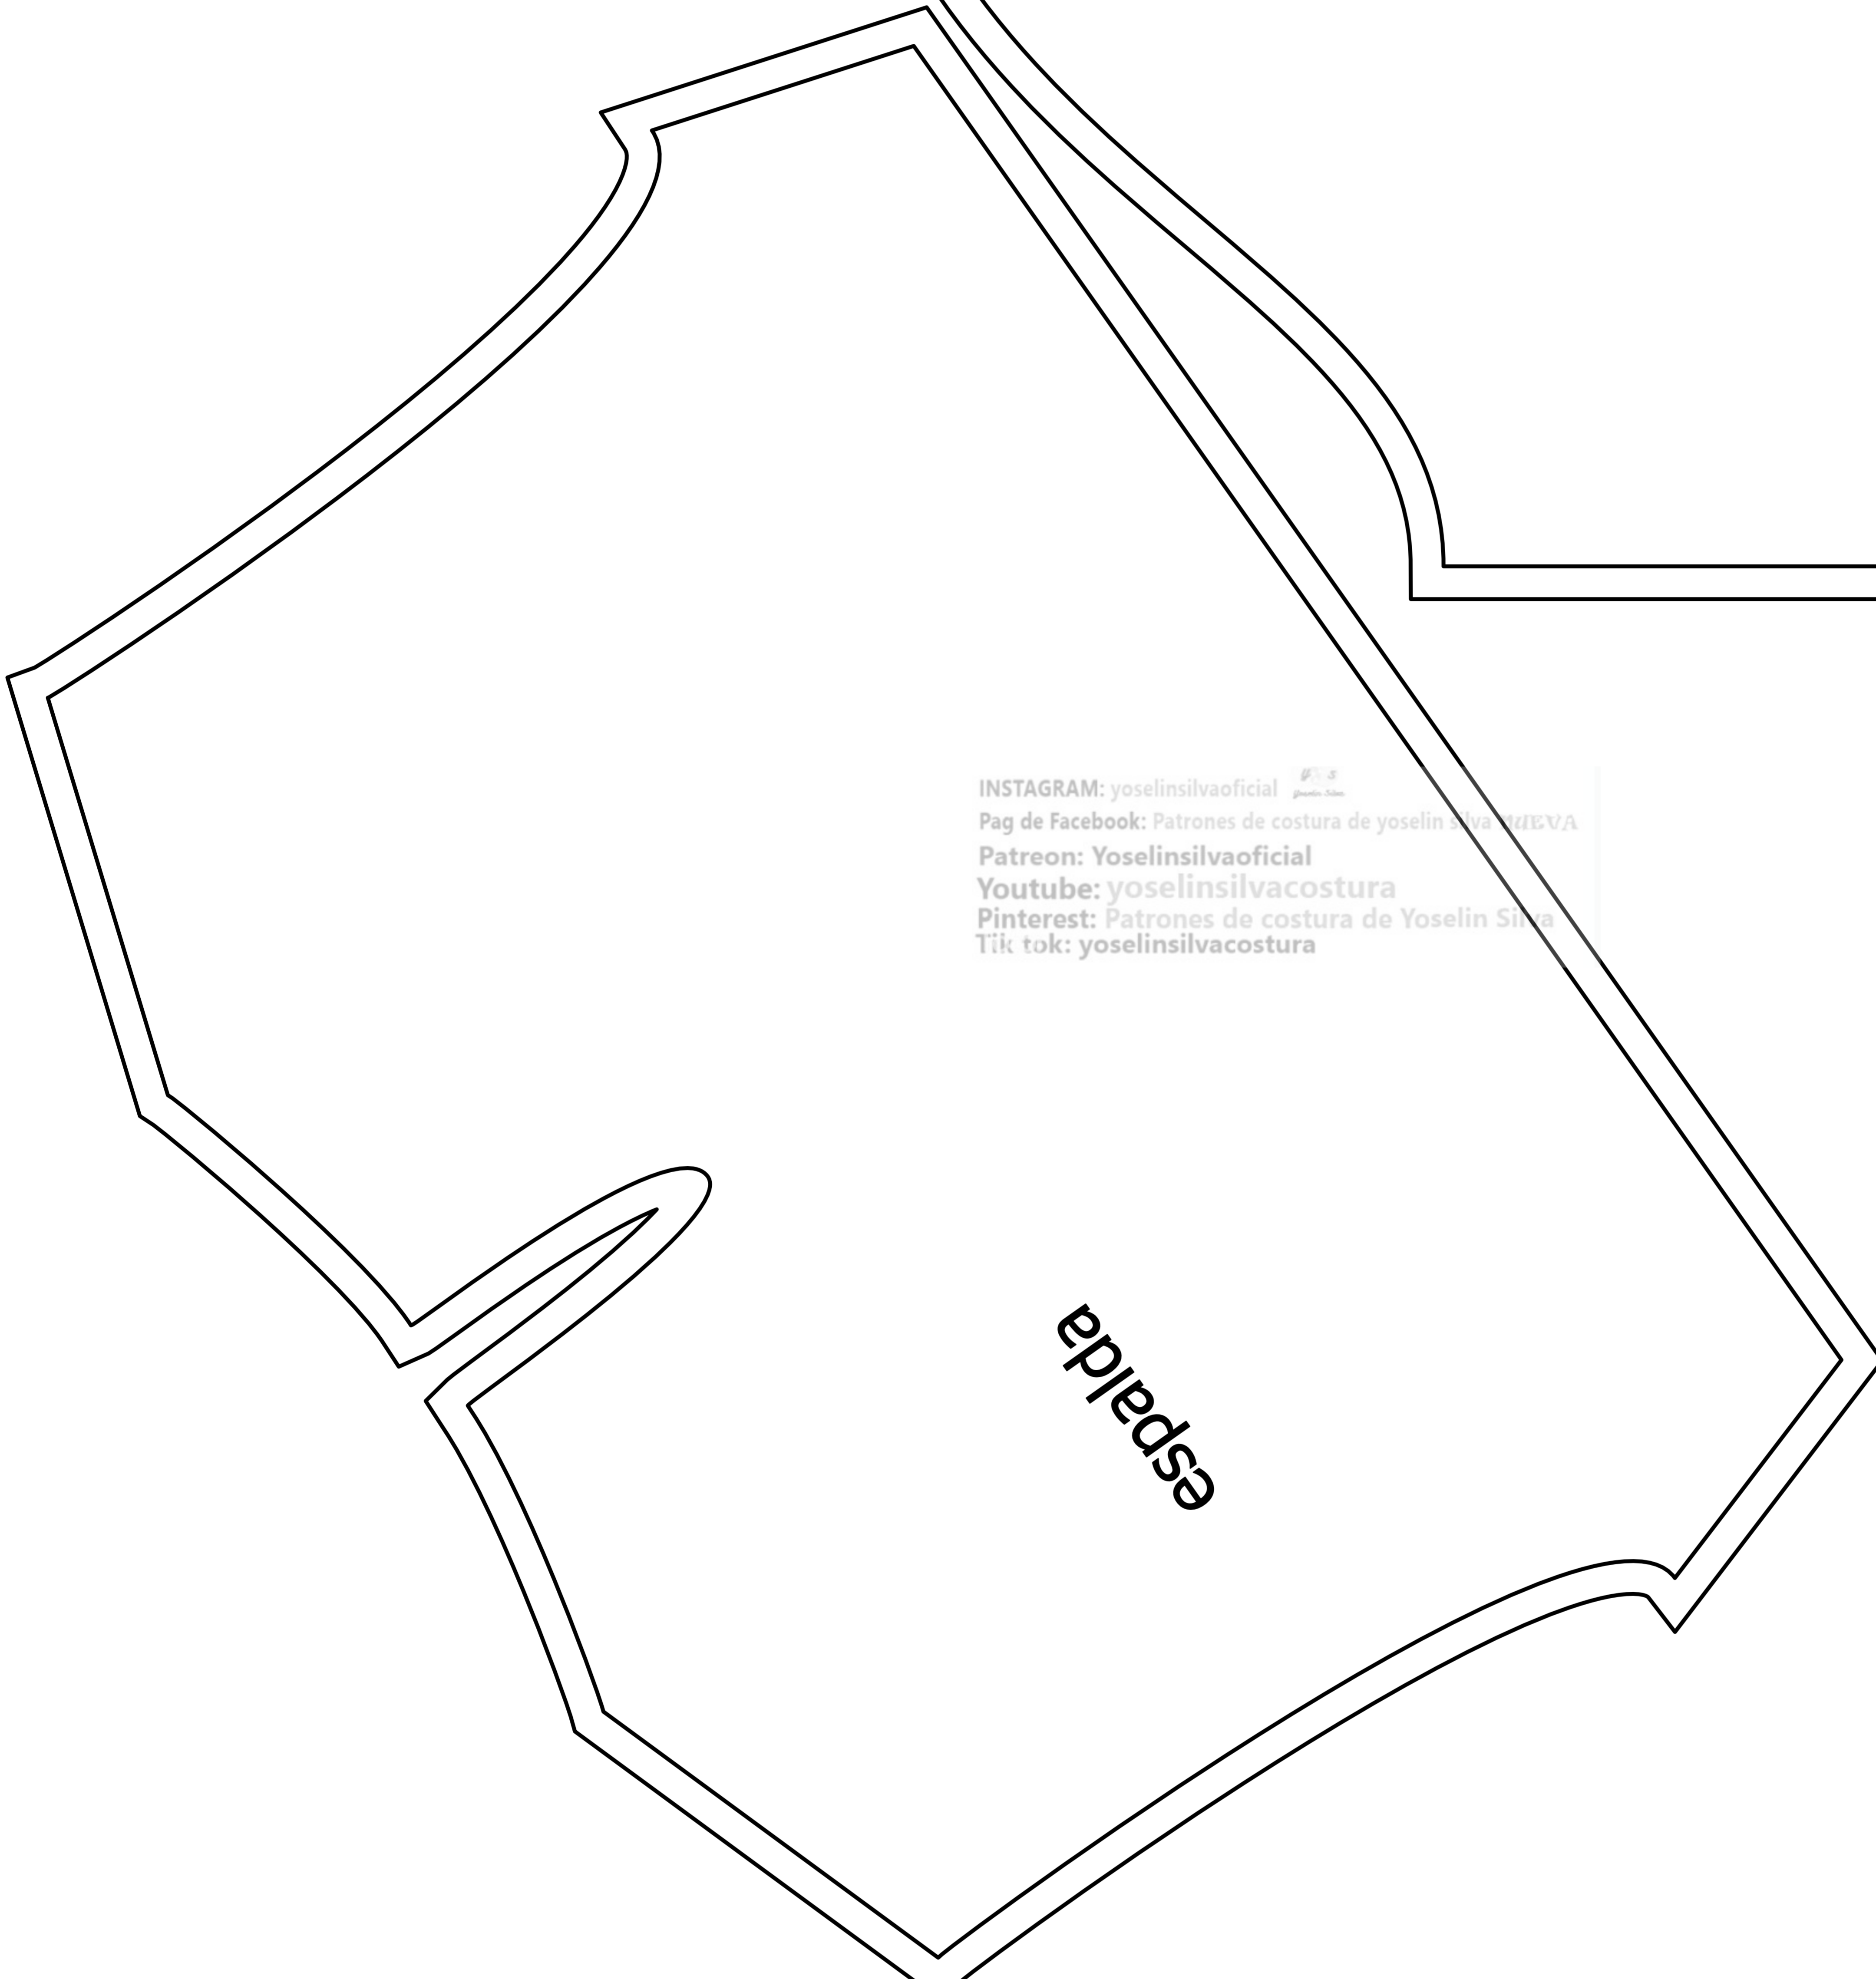 INSTAGRAM: yoselinsilvaoficial
Pag de Facebook: Patrones de costura de yoselin silva nueva
Patreon: Yoselinsilvaoficial
Youtube: yoselinsilvacostura
Pinterest: Patrones de costura de Yoselin Silva
Tik tok: yoselinsilvacostura
espalda